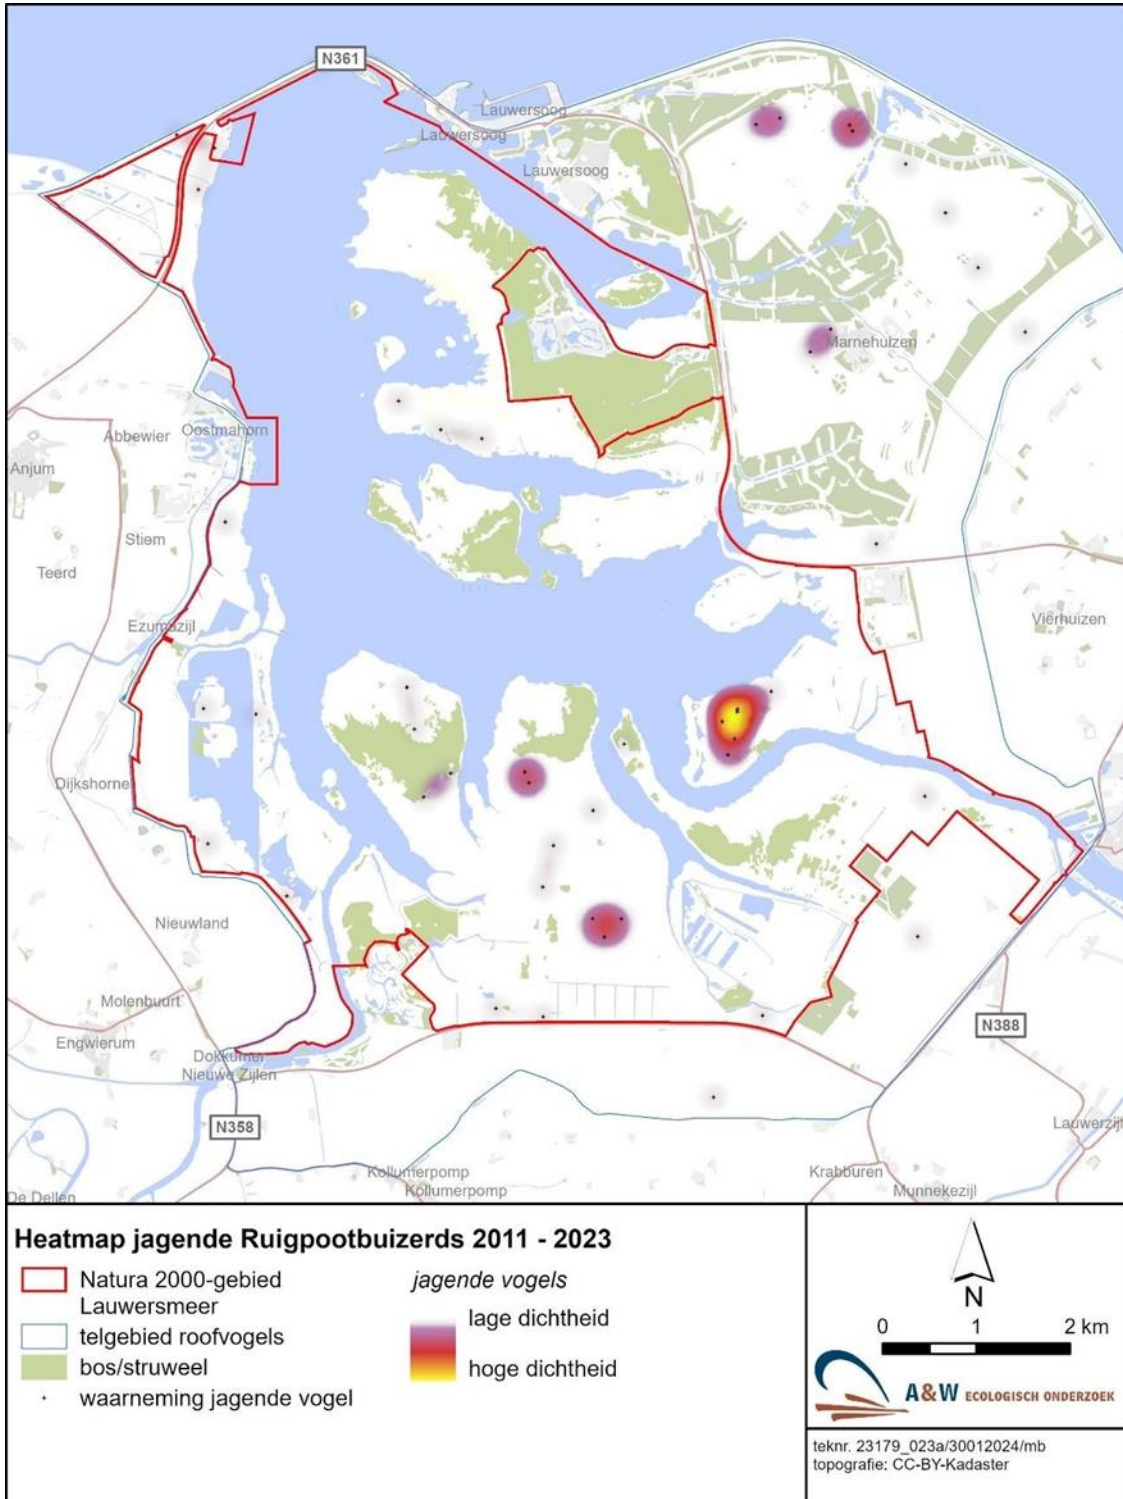 N361
Lauwersoog
Lauwersoog
Lauwersoog
Marnehuizen
Oostmahorn
Abbewier
Anjum
Stiem
Teerd
Ezumazijl
Vierhuizen
Dijkshorne
Nieuwland
Molenbuurt
Engwierum
Dokkumer
Nieuwe Zijlen
N388
N358
Lauwerzijl
Kollumerpomp
Kollumerpomp
Krabburen
Munnekezijl
De Dellen
Heatmap jagende Ruigpootbuizerds 2011 - 2023
Natura 2000-gebied
Lauwersmeer
telgebied roofvogels
bos/struweel
waarneming jagende vogel
jagende vogels
lage dichtheid
hoge dichtheid
N
0 1 2 km
A&W ECOLOGISCH ONDERZOEK
teknr. 23179_023a/30012024/mb
topografie: CC-BY-Kadaster